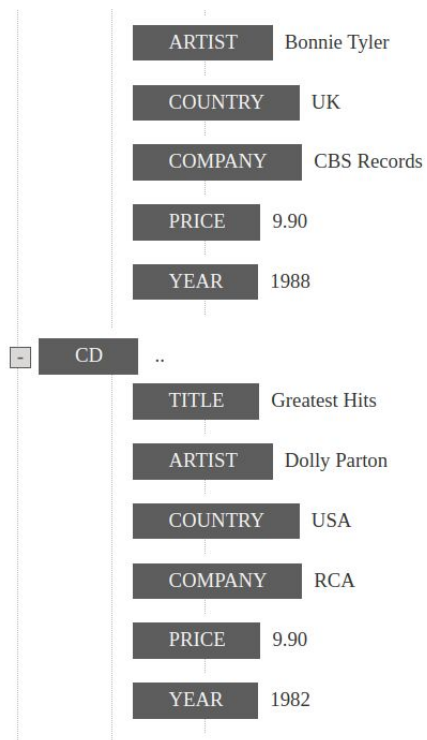 ARTIST Bonnie Tyler
COUNTRY UK
COMPANY CBS Records
PRICE 9.90
YEAR 1988
- CD ..
TITLE Greatest Hits
ARTIST Dolly Parton
COUNTRY USA
COMPANY RCA
PRICE 9.90
YEAR 1982